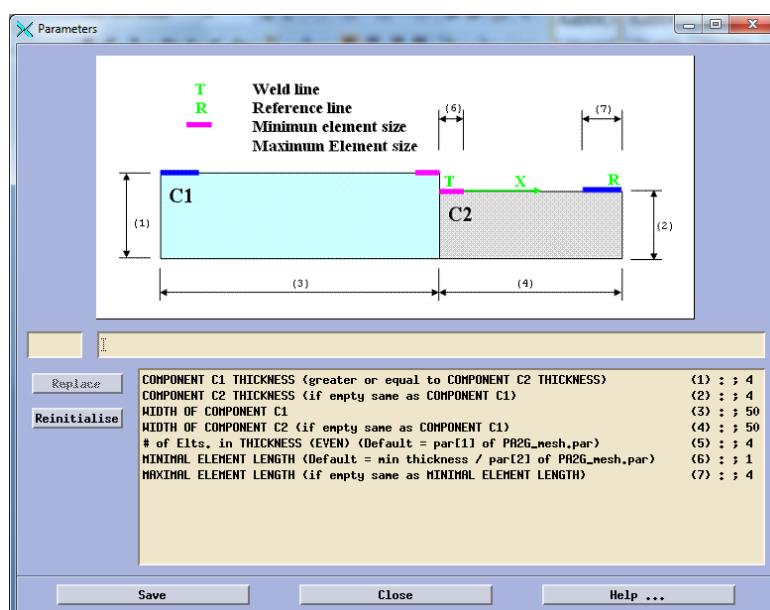 Parameters
T Weld line
R Reference line
Minimun element size
Maximum Element size
(6)
(7)
T X R
C1
C2
(1)
(2)
(3)
(4)
Replace
Reinitialise
COMPONENT C1 THICKNESS (greater or equal to COMPONENT C2 THICKNESS) (1) : ; 4
COMPONENT C2 THICKNESS (if empty same as COMPONENT C1) (2) : ; 4
WIDTH OF COMPONENT C1 (3) : ; 50
WIDTH OF COMPONENT C2 (if empty same as COMPONENT C1) (4) : ; 50
# of Elts. in THICKNESS (EVEN) (Default = par[1] of PA2G_mesh.par) (5) : ; 4
MINIMAL ELEMENT LENGTH (Default = min thickness / par[2] of PA2G_mesh.par) (6) : ; 1
MAXIMAL ELEMENT LENGTH (if empty same as MINIMAL ELEMENT LENGTH) (7) : ; 4
Save Close Help ...